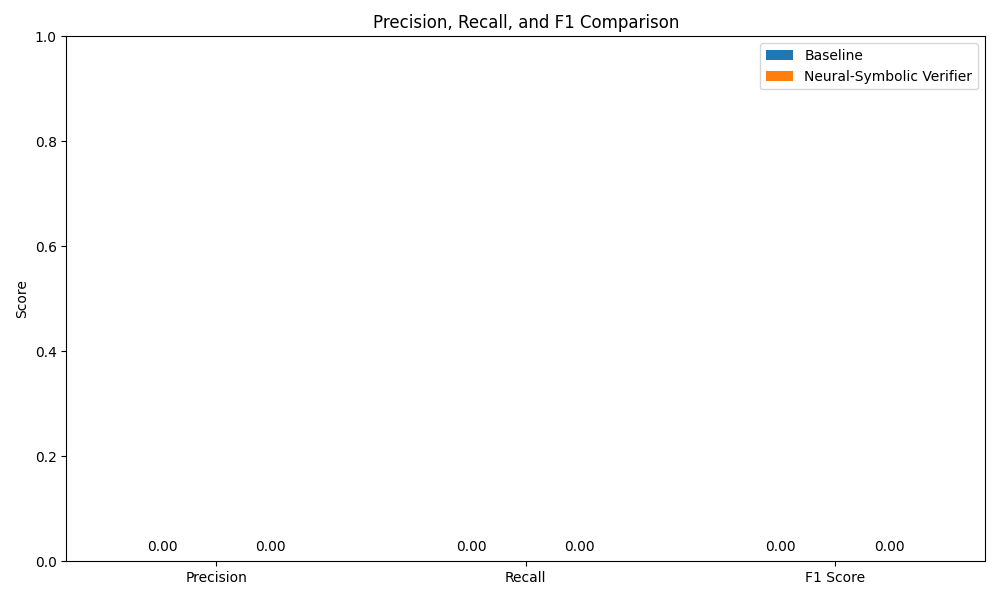 Precision, Recall, and F1 Comparison
Baseline
Neural-Symbolic Verifier
Score
1.0
0.8
0.6
0.4
0.2
0.0
0.00
0.00
0.00
0.00
0.00
0.00
Precision
Recall
F1 Score